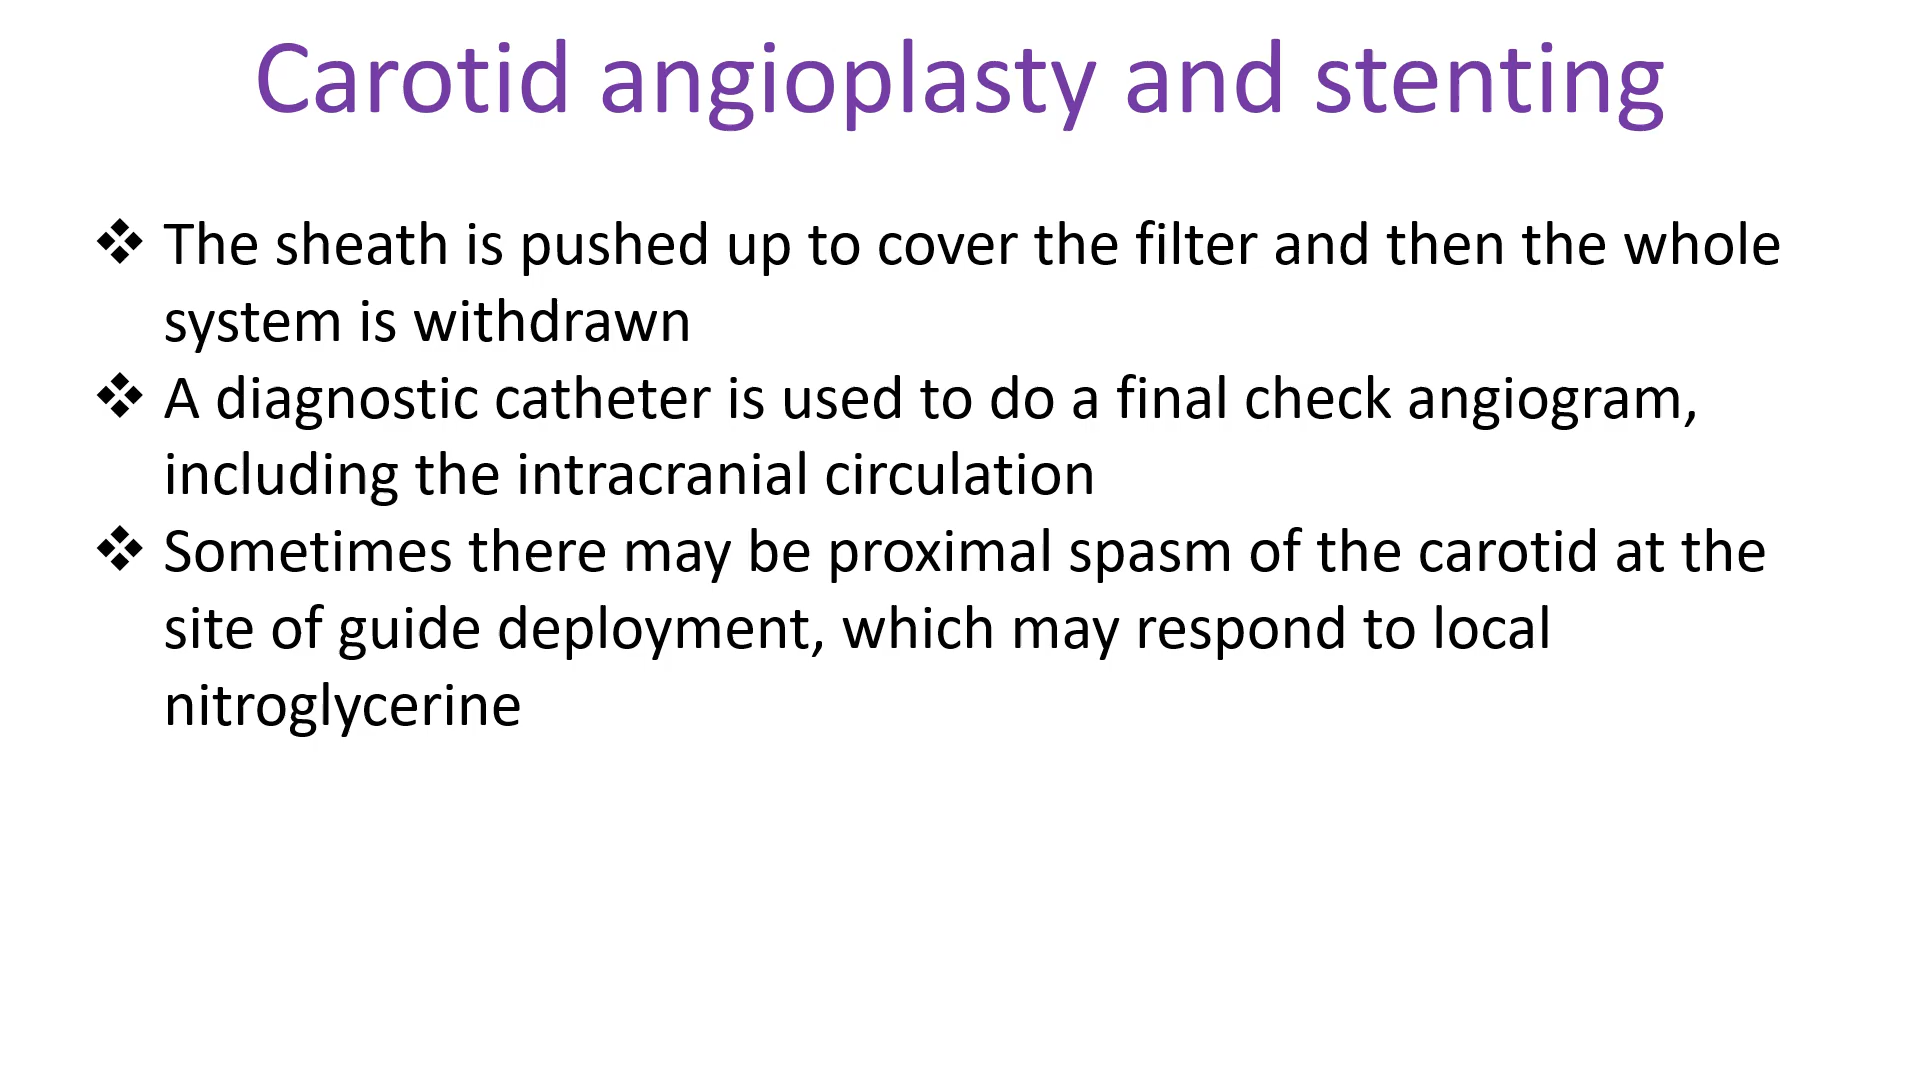 Carotid angioplasty and stenting
❖ The sheath is pushed up to cover the filter and then the whole
system is withdrawn
❖ A diagnostic catheter is used to do a final check angiogram,
including the intracranial circulation
❖ Sometimes there may be proximal spasm of the carotid at the
site of guide deployment, which may respond to local
nitroglycerine